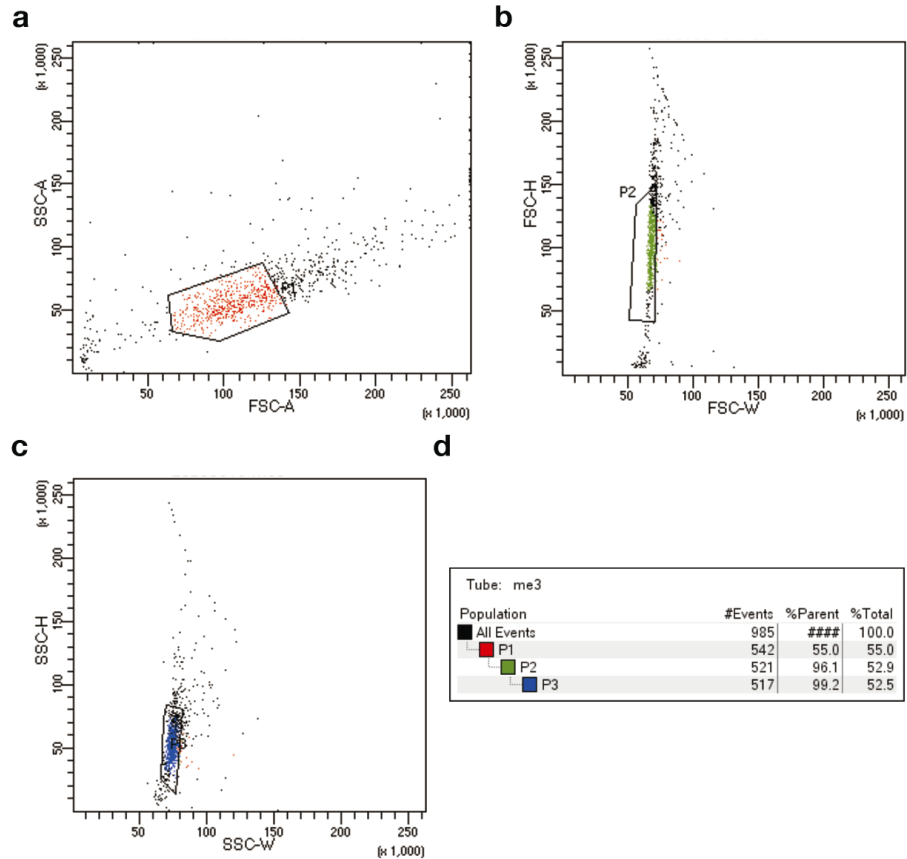 a
(x 1,000)
250
200
150
100
50
SSC-A
50 100 150 200 250
FSC-A
(x 1,000)
b
(x 1,000)
250
200
150
100
50
FSC-H
P2
50 100 150 200 250
FSC-W
(x 1,000)
c
(x 1,000)
250
200
150
100
50
SSC-H
P3
50 100 150 200 250
SSC-W
(x 1,000)
d
Tube: me3
Population #Events %Parent %Total
All Events 985 #### 100.0
P1 542 55.0 55.0
P2 521 96.1 52.9
P3 517 99.2 52.5